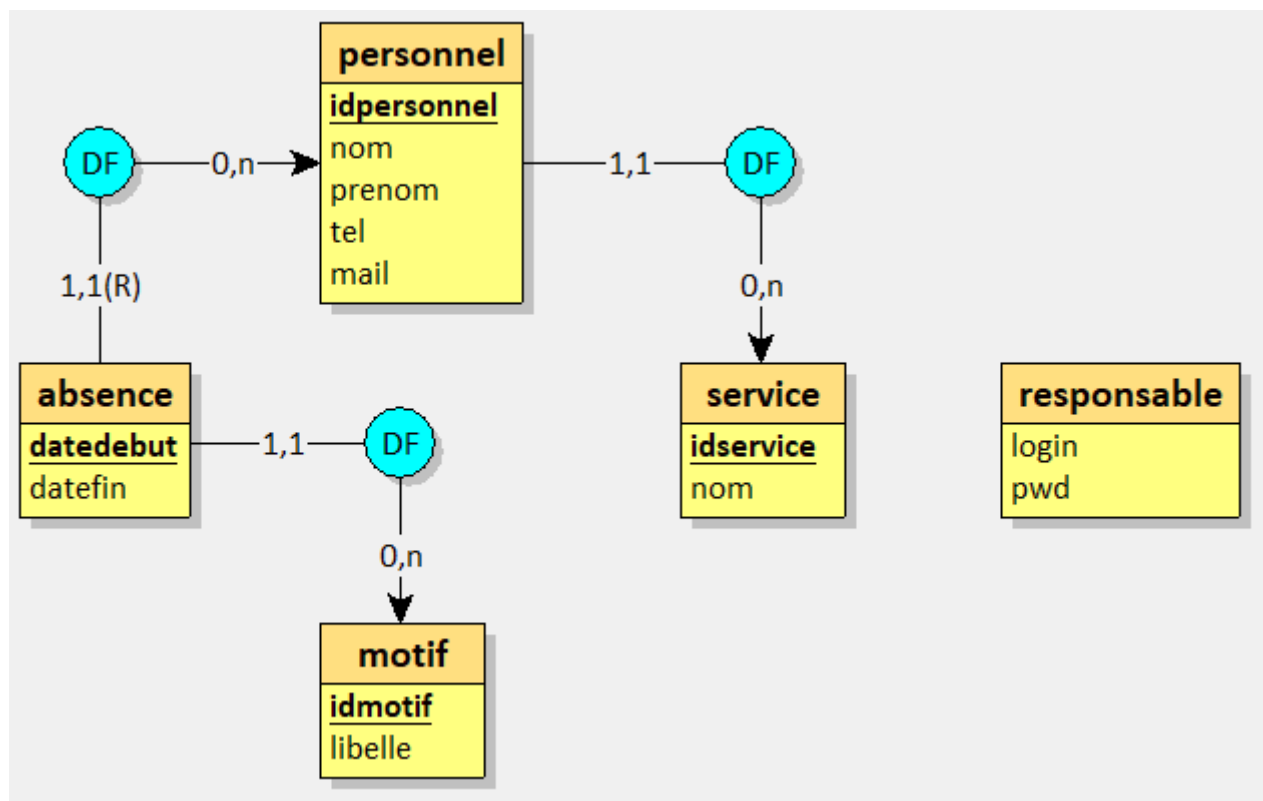 personnel
idpersonnel
nom
prenom
tel
mail
DF
0,n
1,1
DF
1,1(R)
0,n
absence
datedebut
datefin
1,1
DF
service
idservice
nom
responsable
login
pwd
0,n
motif
idmotif
libelle